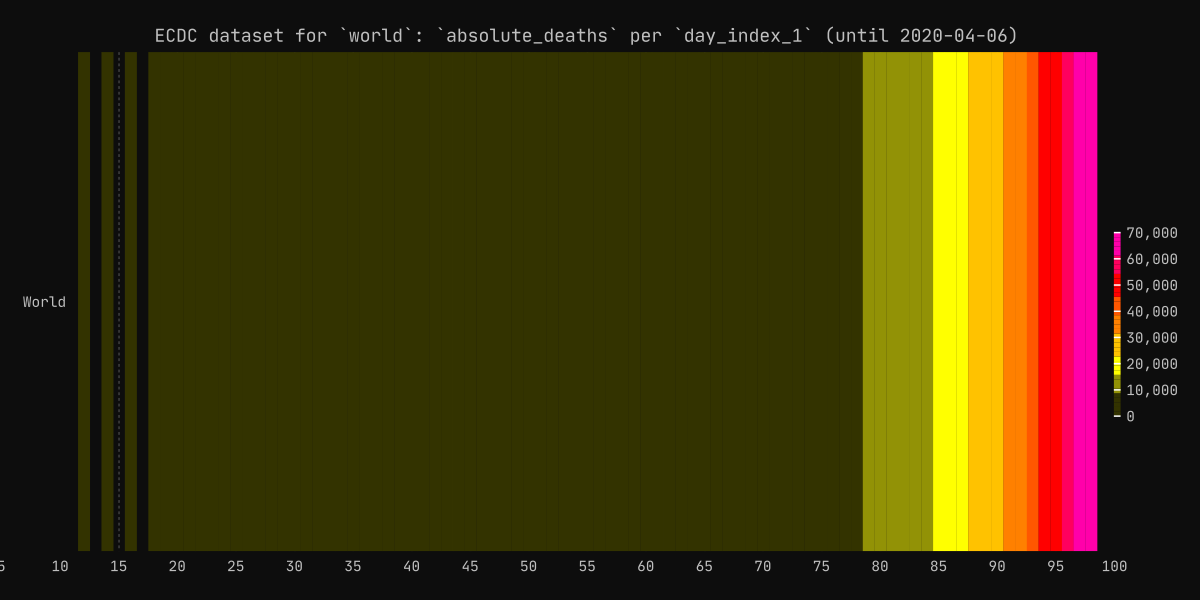 ECDC dataset for `world`: `absolute_deaths` per `day_index_1` (until 2020-04-06)
70,000
60,000
50,000
World
40,000
30,000
20,000
10,000
0
5 10 15 20 25 30 35 40 45 50 55 60 65 70 75 80 85 90 95 100